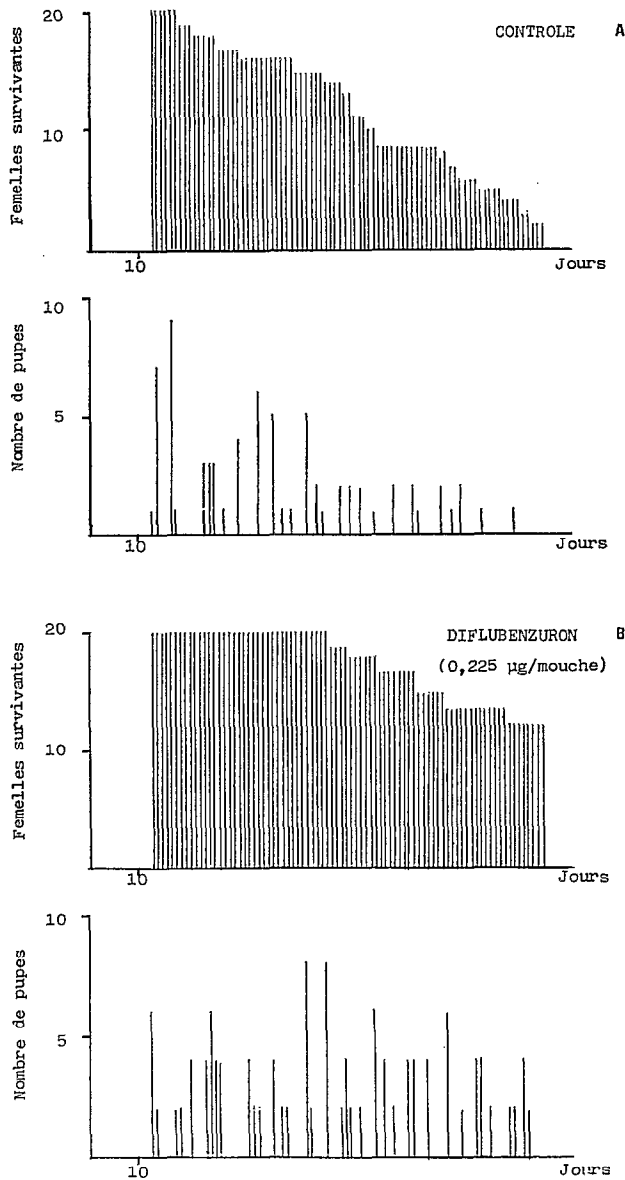 20
CONTROLE A
Femelles survivantes
10
10
Jours
10
Nombre de pupes
5
10
Jours
20
DIFLUBENZURON B
(0,225 µg/mouche)
Femelles survivantes
10
10
Jours
10
Nombre de pupes
5
10
Jours